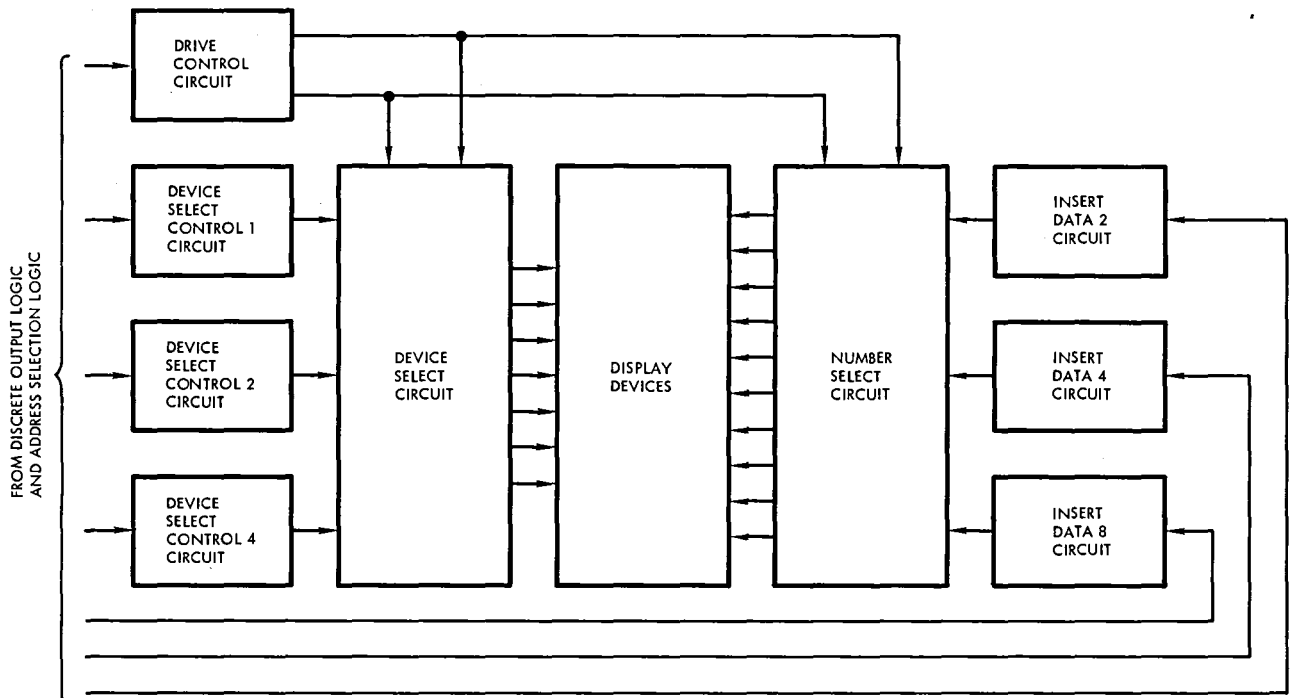 DRIVE
CONTROL
CIRCUIT
FROM DISCRETE OUTPUT LOGIC
AND ADDRESS SELECTION LOGIC
DEVICE
SELECT
CONTROL 1
CIRCUIT
DEVICE
SELECT
CONTROL 2
CIRCUIT
DEVICE
SELECT
CONTROL 4
CIRCUIT
DEVICE
SELECT
CIRCUIT
DISPLAY
DEVICES
NUMBER
SELECT
CIRCUIT
INSERT
DATA 2
CIRCUIT
INSERT
DATA 4
CIRCUIT
INSERT
DATA 8
CIRCUIT